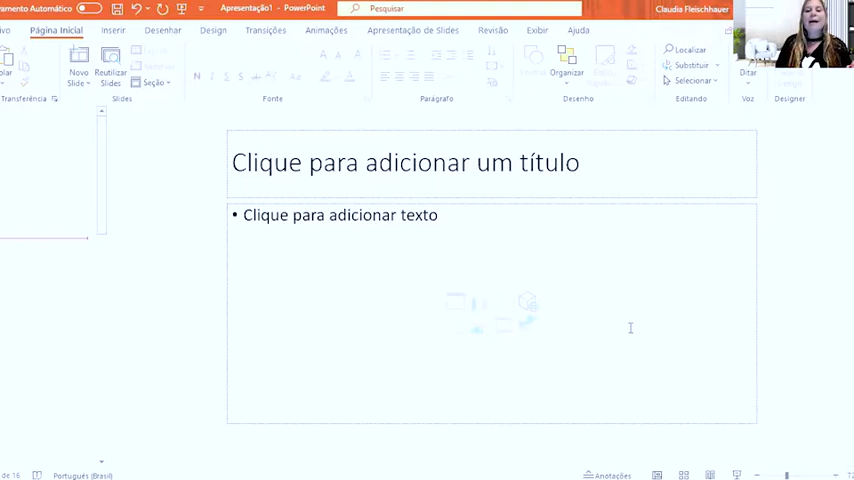 Apresentação1 - PowerPoint
Pesquisar
Claudia Fleischhauer
Página Inicial Inserir Desenhar Design Transições Animações Apresentação de Slides Revisão Exibir Ajuda
Novo Slide
Reutilizar Slides
Seção
N I S
Organizar
Localizar
Substituir
Selecionar
Ditar
Transferência Slides Fonte Parágrafo Desenho Editando Voz Designer
Clique para adicionar um título
• Clique para adicionar texto
de 16 Português (Brasil) Anotações